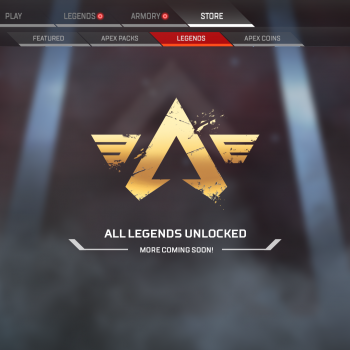 PLAY LEGENDS ARMORY STORE
FEATURED APEX PACKS LEGENDS APEX COINS
ALL LEGENDS UNLOCKED
MORE COMING SOON!